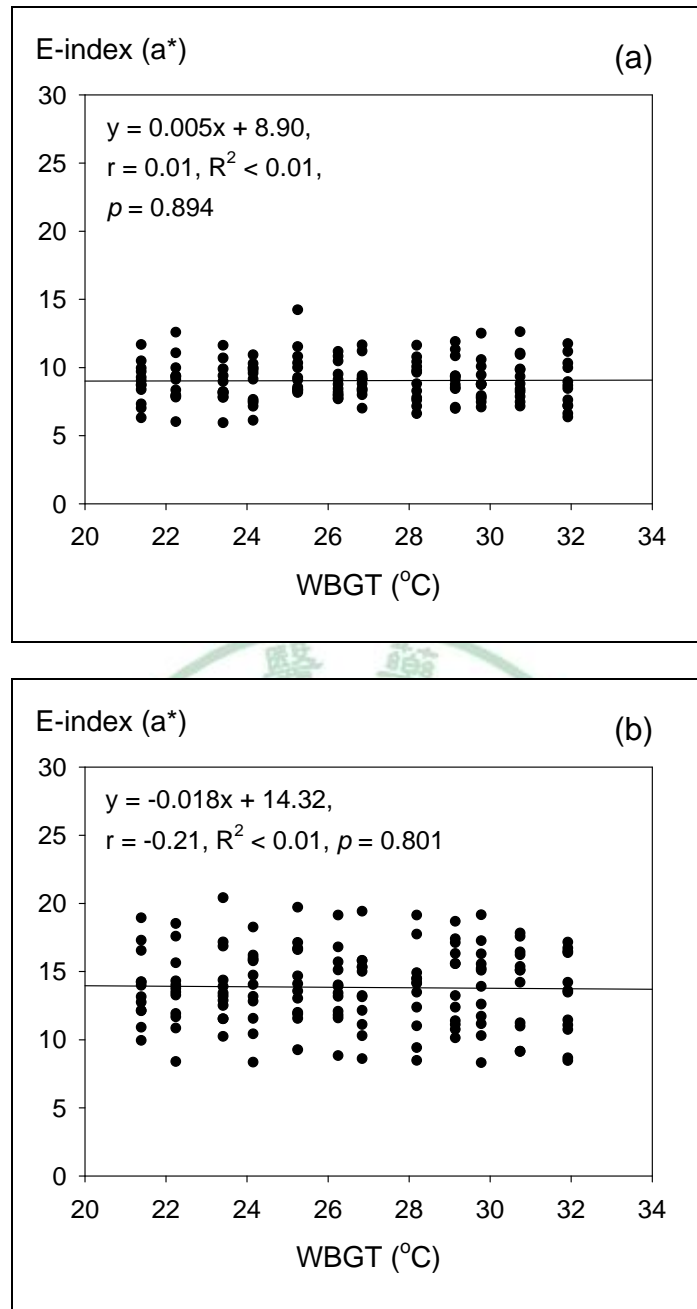 E-index (a*) (a)
30
y = 0.005x + 8.90,
25
r = 0.01, R² < 0.01,
p = 0.894
20
15
10
5
0
20 22 24 26 28 30 32 34
WBGT (°C)
醫 藥
E-index (a*) (b)
30
y = -0.018x + 14.32,
25
r = -0.21, R² < 0.01, p = 0.801
20
15
10
5
0
20 22 24 26 28 30 32 34
WBGT (°C)